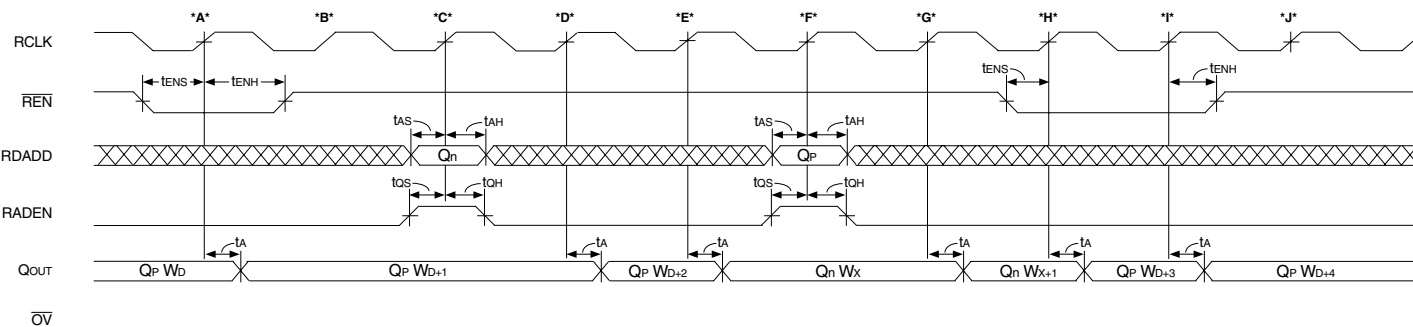 *A* *B* *C* *D* *E* *F* *G* *H* *I* *J*
RCLK
tENS tENH tENS tENH
REN
tAS tAH tAS tAH
RDADD Qn QP
tQS tQH tQS tQH
RADEN
tA tA tA tA tA tA
QOUT QP WD QP WD+1 QP WD+2 Qn WX Qn WX+1 QP WD+3 QP WD+4
OV